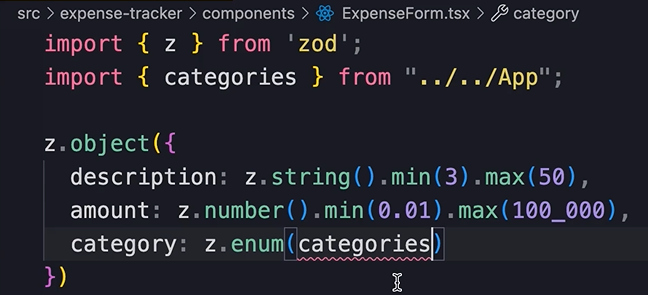 src > expense-tracker > components > ExpenseForm.tsx > category
import { z } from 'zod';
import { categories } from "../../App";
z.object({
description: z.string().min(3).max(50),
amount: z.number().min(0.01).max(100_000),
category: z.enum(categories)
})